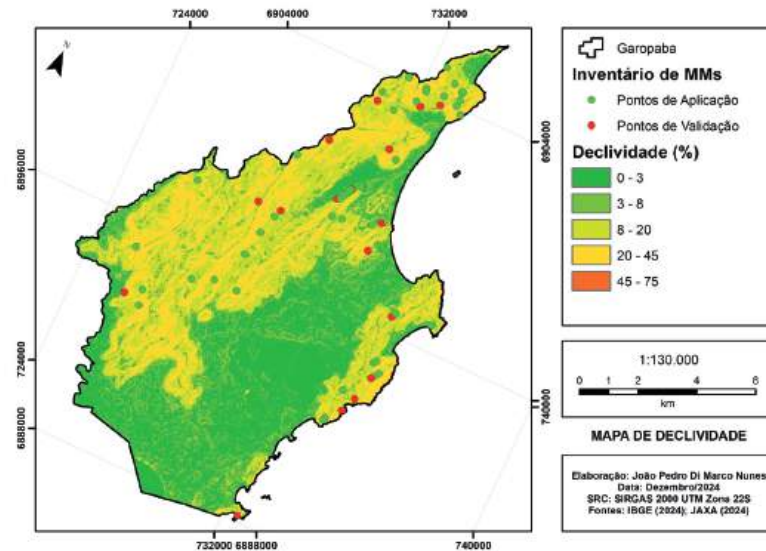 724000 6904000 732000
N
6896000
6904000
724000
6888000
740000
732000 6888000 740000
Garopaba
Inventário de MMs
Pontos de Aplicação
Pontos de Validação
Declividade (%)
0 - 3
3 - 8
8 - 20
20 - 45
45 - 75
1:130.000
0 2 4 6
km
MAPA DE DECLIVIDADE
Elaboração: João Pedro Di Marco Nunes
Data: Dezembro/2024
SRC: SIRGAS 2000 UTM Zona 22S
Fontes: IBGE (2024); JAXA (2024)